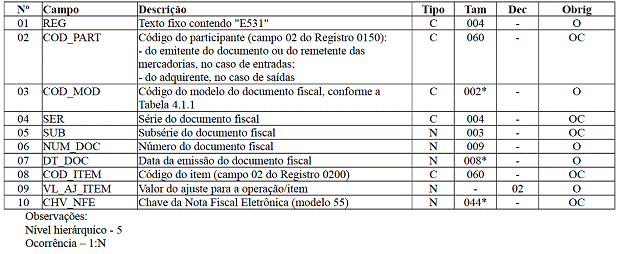 Nº Campo Descrição Tipo Tam Dec Obrig
01 REG Texto fixo contendo "E531" C 004 - O
02 COD_PART Código do participante (campo 02 do Registro 0150): C 060 - OC
- do emitente do documento ou do remetente das
mercadorias, no caso de entradas;
- do adquirente, no caso de saídas
03 COD_MOD Código do modelo do documento fiscal, conforme a C 002* - O
Tabela 4.1.1
04 SER Série do documento fiscal C 004 - OC
05 SUB Subsérie do documento fiscal N 003 - OC
06 NUM_DOC Número do documento fiscal N 009 - O
07 DT_DOC Data da emissão do documento fiscal N 008* - O
08 COD_ITEM Código do item (campo 02 do Registro 0200) C 060 - OC
09 VL_AJ_ITEM Valor do ajuste para a operação/item N - 02 O
10 CHV_NFE Chave da Nota Fiscal Eletrônica (modelo 55) N 044* - OC
Observações:
Nível hierárquico - 5
Ocorrência – 1:N